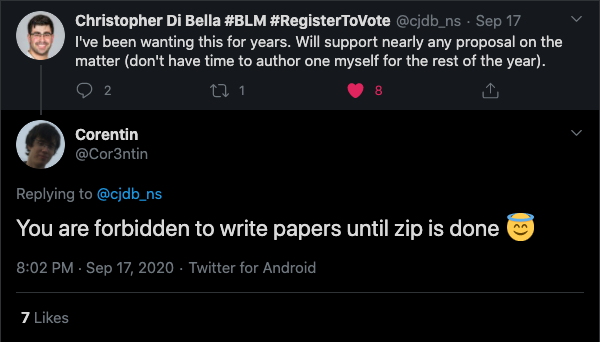 Christopher Di Bella #BLM #RegisterToVote @cjdb_ns · Sep 17
I've been wanting this for years. Will support nearly any proposal on the
matter (don't have time to author one myself for the rest of the year).
2 1 8
Corentin
@Cor3ntin
Replying to @cjdb_ns
You are forbidden to write papers until zip is done 😇
8:02 PM · Sep 17, 2020 · Twitter for Android
7 Likes